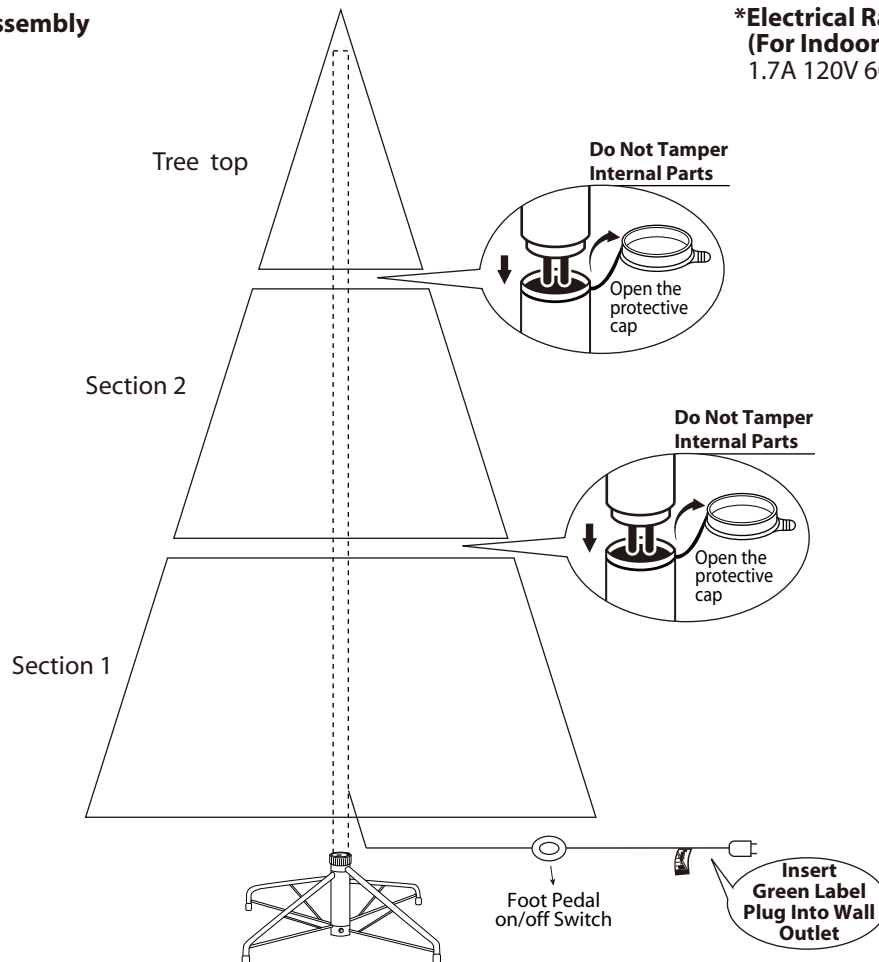 ssembly
*Electrical Ra
(For Indoor
1.7A 120V 6
Tree top
Do Not Tamper
Internal Parts
Open the
protective
cap
Section 2
Do Not Tamper
Internal Parts
Open the
protective
cap
Section 1
Foot Pedal
on/off Switch
Insert
Green Label
Plug Into Wall
Outlet